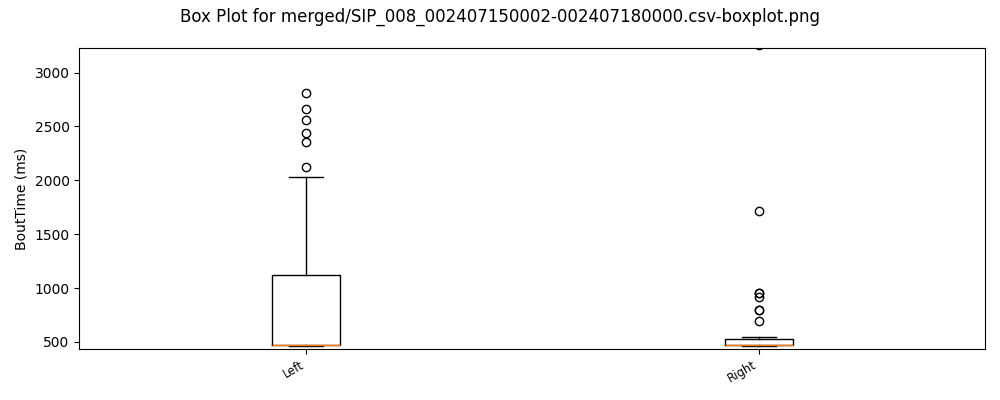 Box Plot for merged/SIP_008_002407150002-002407180000.csv-boxplot.png
3000
2500
2000
1500
1000
500
BoutTime (ms)
Left
Right